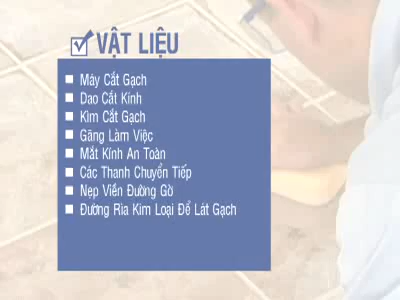 VẬT LIỆU
Máy Cắt Gạch
Dao Cắt Kính
Kìm Cắt Gạch
Găng Làm Việc
Mắt Kính An Toàn
Các Thanh Chuyển Tiếp
Nẹp Viền Đường Gờ
Đường Rìa Kim Loại Để Lát Gạch